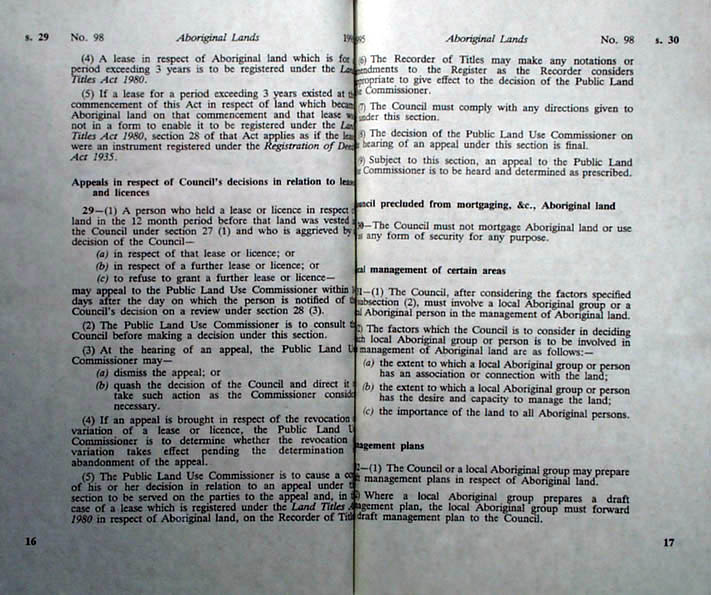 s. 29 No. 98 Aboriginal Lands
(4) A lease in respect of Aboriginal land which is for
period exceeding 3 years is to be registered under the
Titles Act 1980.
(5) If a lease for a period exceeding 3 years existed at
commencement of this Act in respect of land which
Aboriginal land on that commencement and that lease
not in a form to enable it to be registered under the
Titles Act 1980, section 28 of that Act applies as if the
were an instrument registered under the Registration of
Act 1935.
Appeals in respect of Council's decisions in relation to
and licences
29—(1) A person who held a lease or licence in respect
land in the 12 month period before that land was vested
the Council under section 27 (1) and who is aggrieved by
decision of the Council—
(a) in respect of that lease or licence; or
(b) in respect of a further lease or licence; or
(c) to refuse to grant a further lease or licence—
may appeal to the Public Land Use Commissioner within
days after the day on which the person is notified of
Council's decision on a review under section 28 (3).
(2) The Public Land Use Commissioner is to consult
Council before making a decision under this section.
(3) At the hearing of an appeal, the Public Land
Commissioner may—
(a) dismiss the appeal; or
(b) quash the decision of the Council and direct it
take such action as the Commissioner
necessary.
(4) If an appeal is brought in respect of the revocation
variation of a lease or licence, the Public Land
Commissioner is to determine whether the revocation
variation takes effect pending the determination
abandonment of the appeal.
(5) The Public Land Use Commissioner is to cause a
of his or her decision in relation to an appeal under
section to be served on the parties to the appeal and, in
case of a lease which is registered under the Land Titles
1980 in respect of Aboriginal land, on the Recorder of
16
Aboriginal Lands No. 98 s. 30
(6) The Recorder of Titles may make any notations or
to the Register as the Recorder considers
to give effect to the decision of the Public Land
Commissioner.
(7) The Council must comply with any directions given to
under this section.
(8) The decision of the Public Land Use Commissioner on
hearing of an appeal under this section is final.
(9) Subject to this section, an appeal to the Public Land
Commissioner is to be heard and determined as prescribed.
precluded from mortgaging, &c., Aboriginal land
30—The Council must not mortgage Aboriginal land or use
as any form of security for any purpose.
management of certain areas
(1) The Council, after considering the factors specified
subsection (2), must involve a local Aboriginal group or a
Aboriginal person in the management of Aboriginal land.
(2) The factors which the Council is to consider in deciding
local Aboriginal group or person is to be involved in
management of Aboriginal land are as follows:—
(a) the extent to which a local Aboriginal group or person
has an association or connection with the land;
(b) the extent to which a local Aboriginal group or person
has the desire and capacity to manage the land;
(c) the importance of the land to all Aboriginal persons.
plans
(1) The Council or a local Aboriginal group may prepare
management plans in respect of Aboriginal land.
Where a local Aboriginal group prepares a draft
plan, the local Aboriginal group must forward
draft management plan to the Council.
17